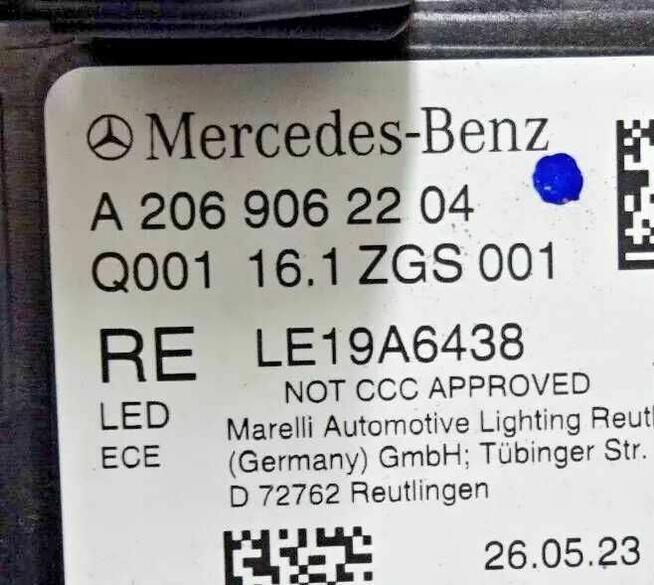 Mercedes-Benz
A 206 906 22 04
Q001 16.1 ZGS 001
RE LE19A6438
NOT CCC APPROVED
LED
ECE
Marelli Automotive Lighting Reutl
(Germany) GmbH; Tübinger Str.
D 72762 Reutlingen
26.05.23